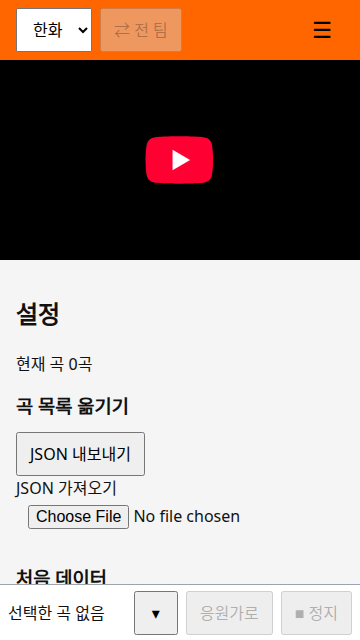 한화
⇄ 전 팀
☰
설정
현재 곡 0곡
곡 목록 옮기기
JSON 내보내기
JSON 가져오기
Choose File No file chosen
처음 데이터
선택한 곡 없음
▼
응원가로
■ 정지